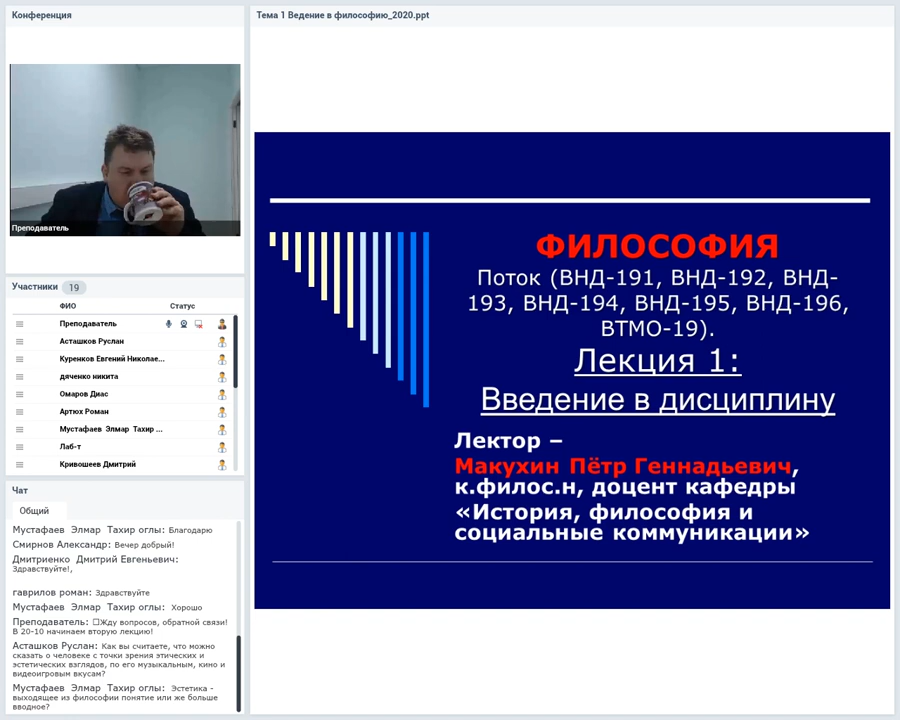 Конференция
Преподаватель
Участники 19
ФИО Статус
Преподаватель
Асташков Руслан
Куренков Евгений Николае...
дяченко никита
Омаров Диас
Артюх Роман
Мустафаев Элмар Тахир ...
Лаб-т
Кривошеев Дмитрий
Чат
Общий
Мустафаев Элмар Тахир оглы: Благодарю
Смирнов Александр: Вечер добрый!
Дмитриенко Дмитрий Евгеньевич:
Здравствуйте!,
гаврилов роман: Здравствуйте
Мустафаев Элмар Тахир оглы: Хорошо
Преподаватель: ☐Жду вопросов, обратной связи!
В 20-10 начинаем вторую лекцию!
Асташков Руслан: Как вы считаете, что можно
сказать о человеке с точки зрения этических и
эстетических взглядов, по его музыкальным, кино и
видеоигровым вкусам?
Мустафаев Элмар Тахир оглы: Эстетика -
выходящее из философии понятие или же больше
вводное?
Тема 1 Ведение в философию_2020.ppt
ФИЛОСОФИЯ
Поток (ВНД-191, ВНД-192, ВНД-
193, ВНД-194, ВНД-195, ВНД-196,
ВТМО-19).
Лекция 1:
Введение в дисциплину
Лектор –
Макухин Пётр Геннадьевич,
к.филос.н, доцент кафедры
«История, философия и
социальные коммуникации»